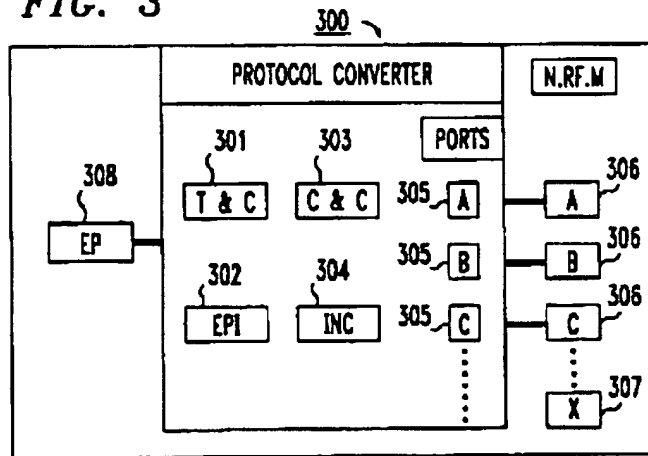 FIG. 3
300
PROTOCOL CONVERTER
N.RF.M
PORTS
301
303
308
305
306
T & C
C & C
A
A
EP
305
306
B
B
302
304
305
306
EPI
INC
C
C
307
X